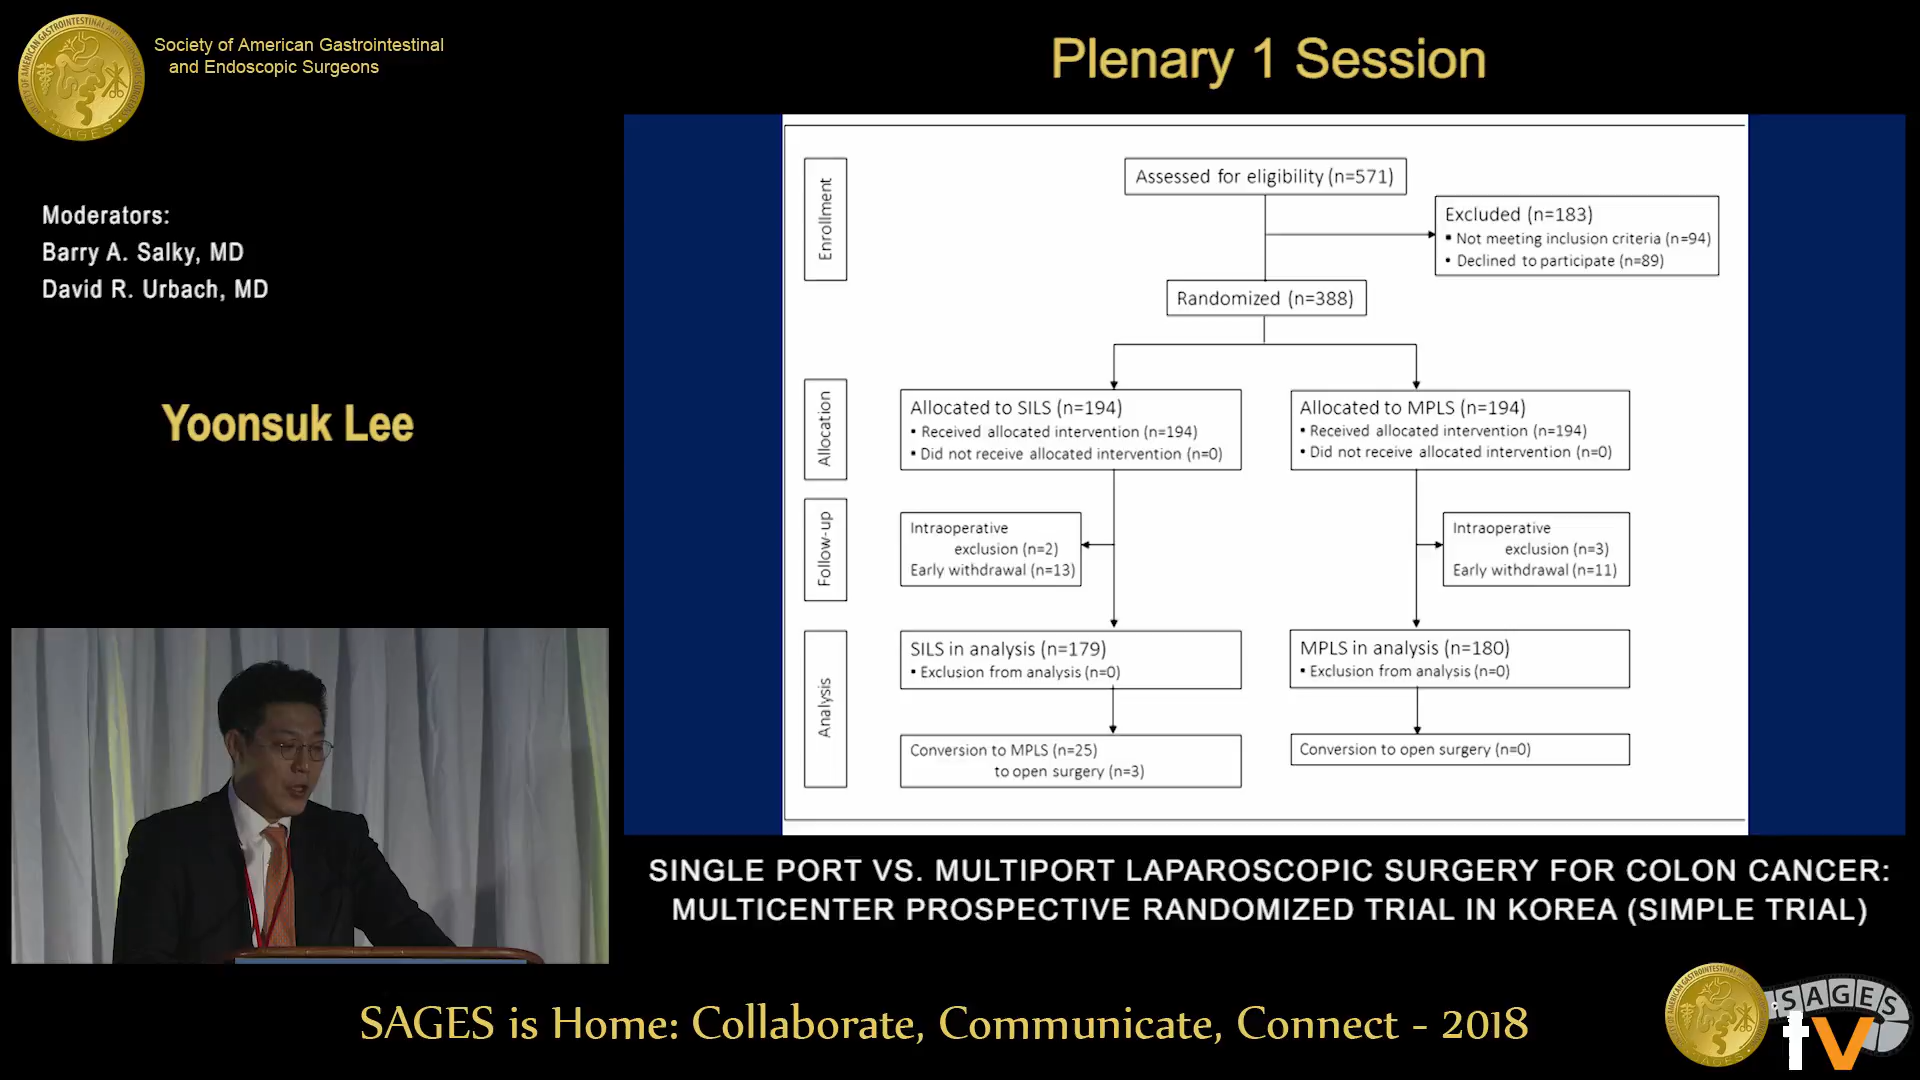 Society of American Gastrointestinal
and Endoscopic Surgeons
Plenary 1 Session
Moderators:
Barry A. Salky, MD
David R. Urbach, MD
Yoonsuk Lee
Enrollment
Assessed for eligibility (n=571)
Excluded (n=183)
▪ Not meeting inclusion criteria (n=94)
• Declined to participate (n=89)
Randomized (n=388)
Allocation
Allocated to SILS (n=194)
• Received allocated intervention (n=194)
• Did not receive allocated intervention (n=0)
Allocated to MPLS (n=194)
• Received allocated intervention (n=194)
• Did not receive allocated intervention (n=0)
Follow-up
Intraoperative
exclusion (n=2)
Early withdrawal (n=13)
Intraoperative
exclusion (n=3)
Early withdrawal (n=11)
Analysis
SILS in analysis (n=179)
• Exclusion from analysis (n=0)
MPLS in analysis (n=180)
• Exclusion from analysis (n=0)
Conversion to MPLS (n=25)
to open surgery (n=3)
Conversion to open surgery (n=0)
SINGLE PORT VS. MULTIPORT LAPAROSCOPIC SURGERY FOR COLON CANCER:
MULTICENTER PROSPECTIVE RANDOMIZED TRIAL IN KOREA (SIMPLE TRIAL)
SAGES is Home: Collaborate, Communicate, Connect - 2018
SAGES
tv